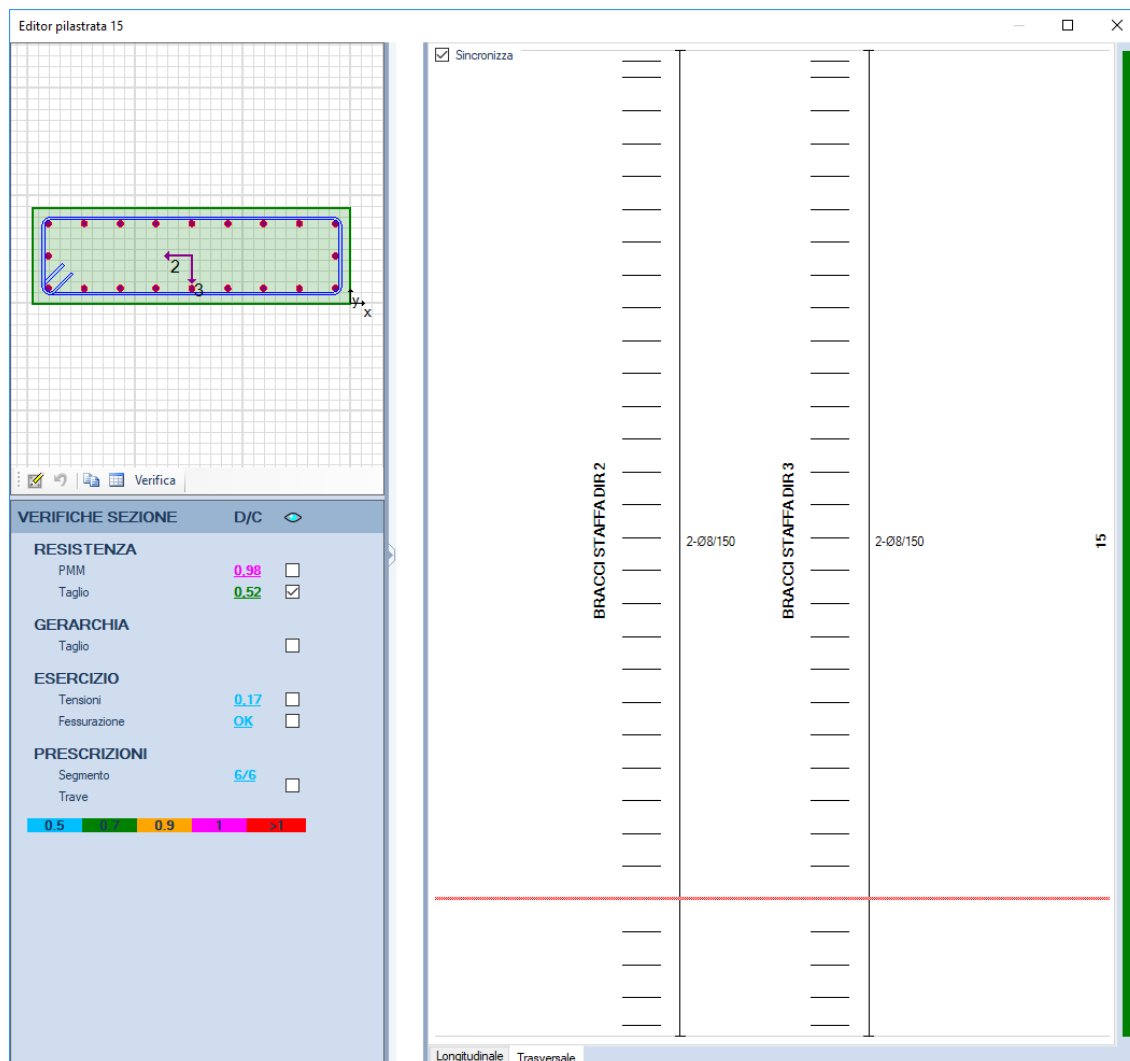 Editor pilastrata 15
Sincronizza
2
3
y
x
Verifica
VERIFICHE SEZIONE D/C
RESISTENZA
PMM 0,98
Taglio 0,52
GERARCHIA
Taglio
ESERCIZIO
Tensioni 0,17
Fessurazione OK
PRESCRIZIONI
Segmento 6/6
Trave
0.5 0.7 0.9 1 >1
BRACCI STAFFA DIR 2
2-Ø8/150
BRACCI STAFFA DIR 3
2-Ø8/150
15
Longitudinale Trasversale